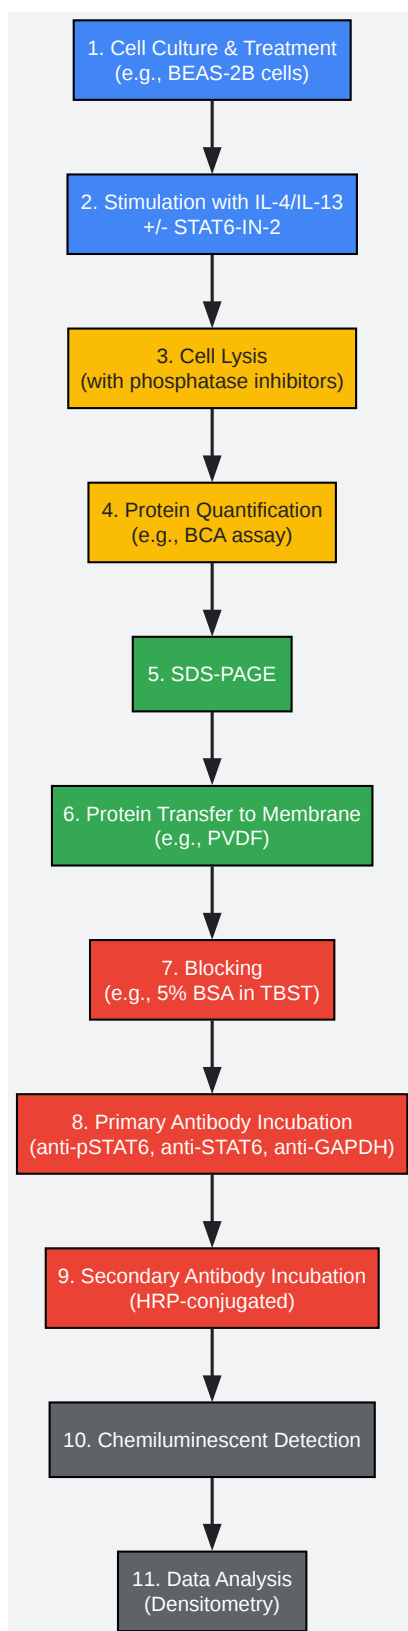 1. Cell Culture & Treatment
(e.g., BEAS-2B cells)
2. Stimulation with IL-4/IL-13
+/- STAT6-IN-2
3. Cell Lysis
(with phosphatase inhibitors)
4. Protein Quantification
(e.g., BCA assay)
5. SDS-PAGE
6. Protein Transfer to Membrane
(e.g., PVDF)
7. Blocking
(e.g., 5% BSA in TBST)
8. Primary Antibody Incubation
(anti-pSTAT6, anti-STAT6, anti-GAPDH)
9. Secondary Antibody Incubation
(HRP-conjugated)
10. Chemiluminescent Detection
11. Data Analysis
(Densitometry)